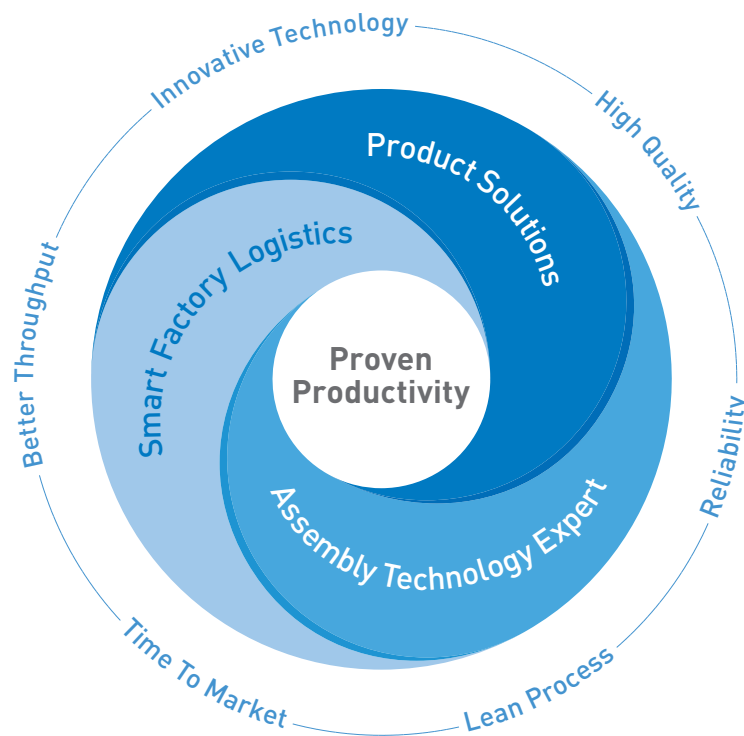 Innovative Technology
High Quality
Product Solutions
Smart Factory Logistics
Better Throughput
Proven
Productivity
Reliability
Assembly Technology Expert
Time To Market
Lean Process